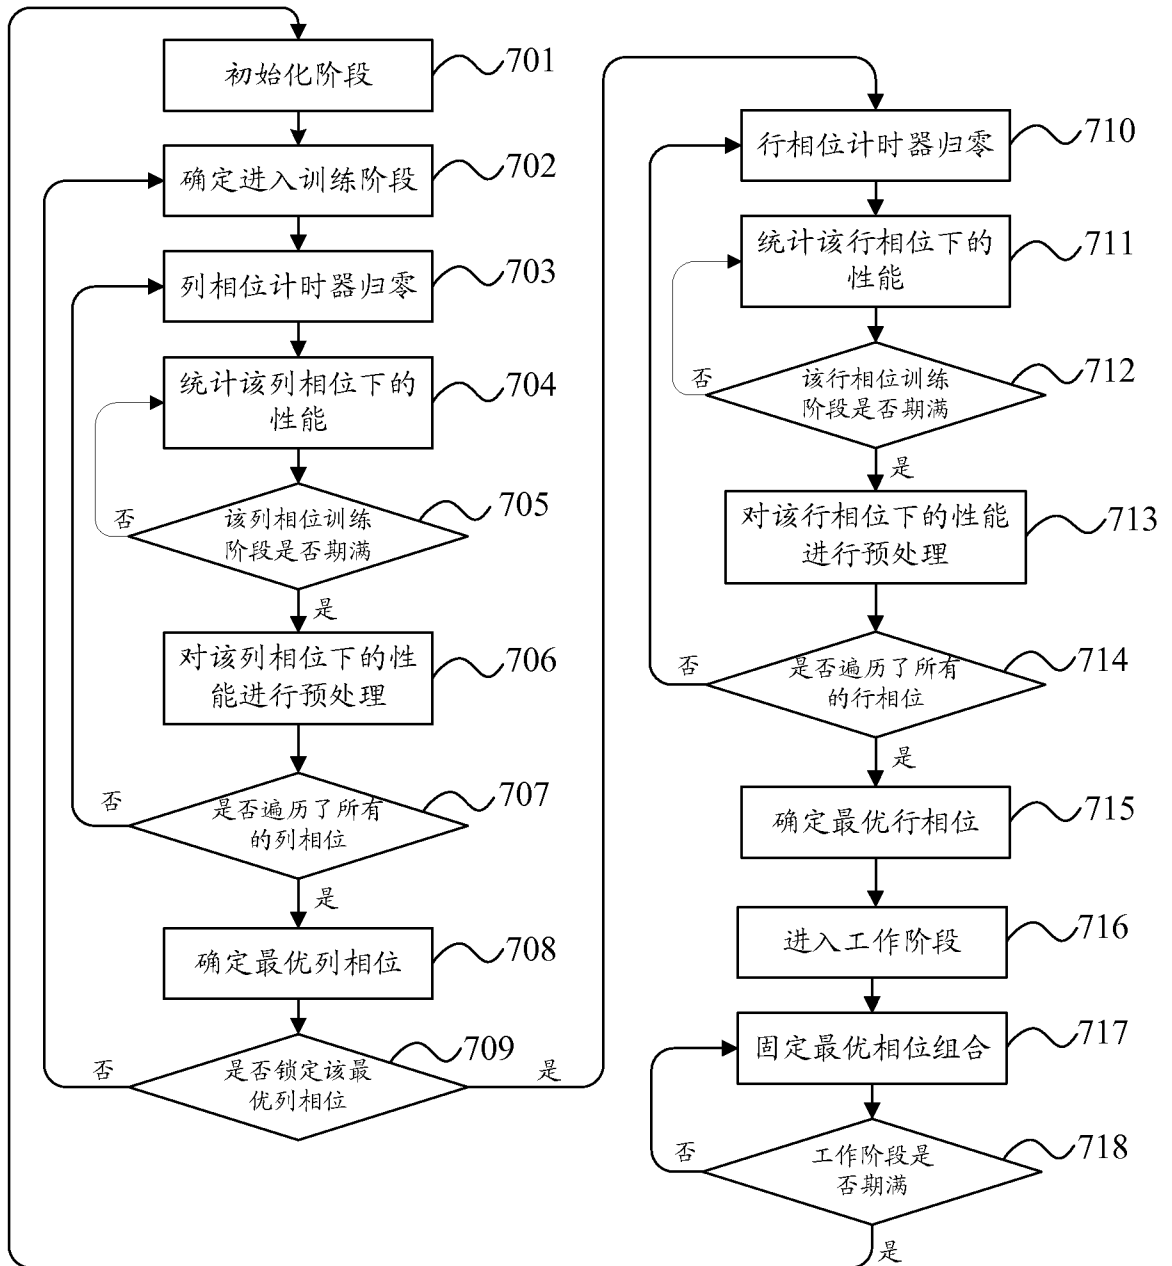 初始化阶段
701
确定进入训练阶段
702
列相位计时器归零
703
统计该列相位下的
性能
704
否
该列相位训练
阶段是否期满
705
是
对该列相位下的性
能进行预处理
706
否
是否遍历了所有
的列相位
707
是
确定最优列相位
708
否
是否锁定该最
优列相位
709
是
行相位计时器归零
710
统计该行相位下的
性能
711
否
该行相位训练
阶段是否期满
712
是
对该行相位下的性能
进行预处理
713
否
是否遍历了所有
的行相位
714
是
确定最优行相位
715
进入工作阶段
716
固定最优相位组合
717
否
工作阶段是
否期满
718
是